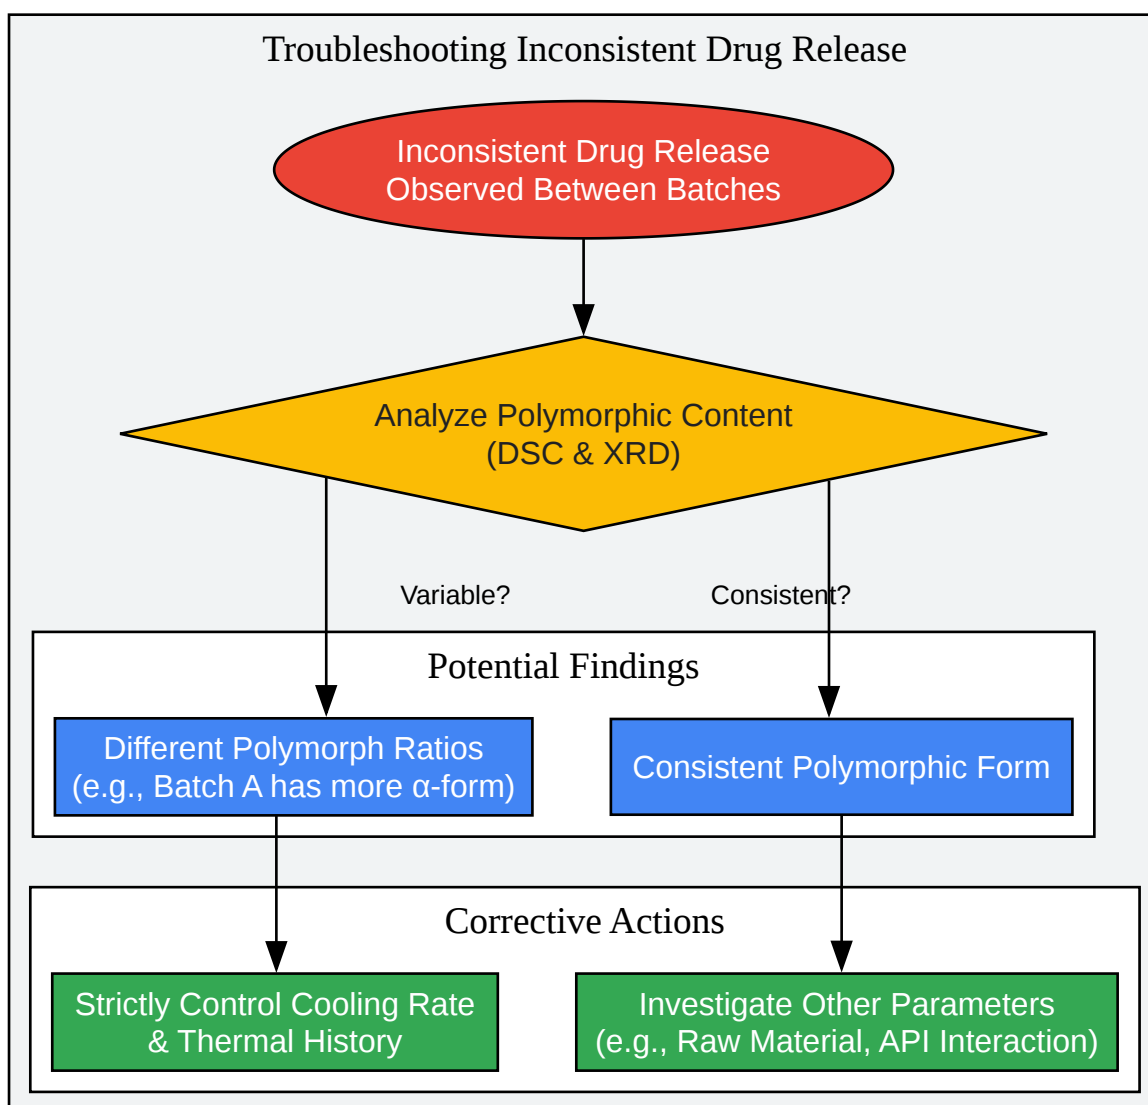 Troubleshooting Inconsistent Drug Release
Inconsistent Drug Release
Observed Between Batches
Analyze Polymorphic Content
(DSC & XRD)
Variable?
Consistent?
Potential Findings
Different Polymorph Ratios
(e.g., Batch A has more α-form)
Consistent Polymorphic Form
Corrective Actions
Strictly Control Cooling Rate
& Thermal History
Investigate Other Parameters
(e.g., Raw Material, API Interaction)